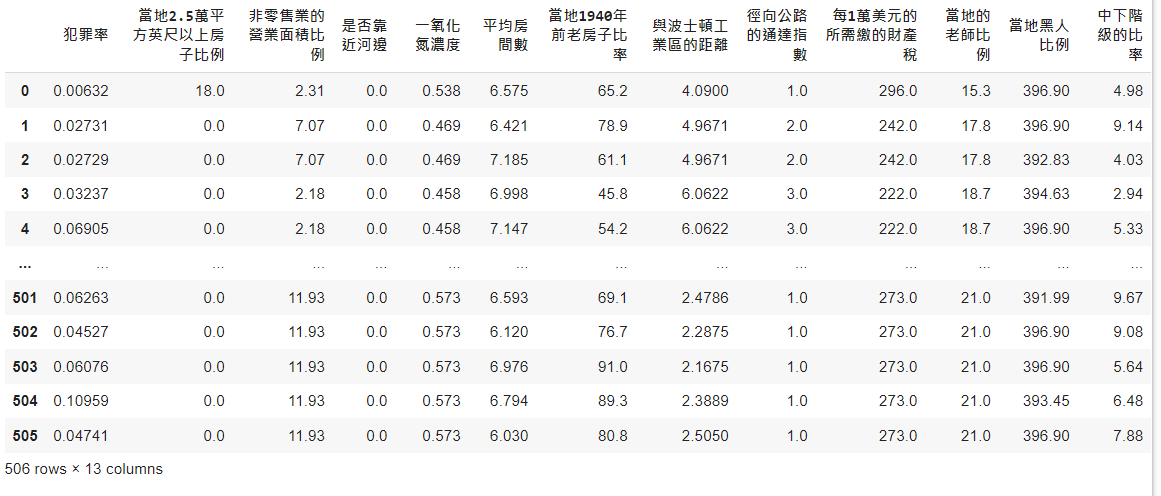 犯罪率 當地2.5萬平方英尺以上房子比例 非零售業的營業面積比例 是否靠近河邊 一氧化氮濃度 平均房間數 當地1940年前老房子比率 與波士頓工業區的距離 徑向公路的通達指數 每1萬美元的所需繳的財產稅 當地的老師比例 當地黑人比例 中下階級的比率
0 0.00632 18.0 2.31 0.0 0.538 6.575 65.2 4.0900 1.0 296.0 15.3 396.90 4.98
1 0.02731 0.0 7.07 0.0 0.469 6.421 78.9 4.9671 2.0 242.0 17.8 396.90 9.14
2 0.02729 0.0 7.07 0.0 0.469 7.185 61.1 4.9671 2.0 242.0 17.8 392.83 4.03
3 0.03237 0.0 2.18 0.0 0.458 6.998 45.8 6.0622 3.0 222.0 18.7 394.63 2.94
4 0.06905 0.0 2.18 0.0 0.458 7.147 54.2 6.0622 3.0 222.0 18.7 396.90 5.33
... ... ... ... ... ... ... ... ... ... ... ... ... ...
501 0.06263 0.0 11.93 0.0 0.573 6.593 69.1 2.4786 1.0 273.0 21.0 391.99 9.67
502 0.04527 0.0 11.93 0.0 0.573 6.120 76.7 2.2875 1.0 273.0 21.0 396.90 9.08
503 0.06076 0.0 11.93 0.0 0.573 6.976 91.0 2.1675 1.0 273.0 21.0 396.90 5.64
504 0.10959 0.0 11.93 0.0 0.573 6.794 89.3 2.3889 1.0 273.0 21.0 393.45 6.48
505 0.04741 0.0 11.93 0.0 0.573 6.030 80.8 2.5050 1.0 273.0 21.0 396.90 7.88
506 rows × 13 columns